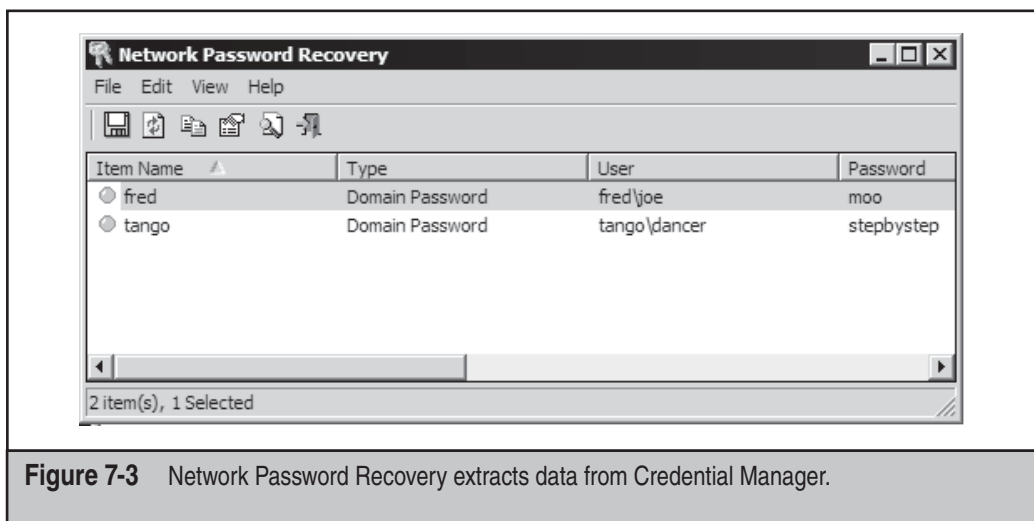 Network Password Recovery
File Edit View Help
Item Name Type User Password
fred Domain Password fred\joe moo
tango Domain Password tango\dancer stepbystep
2 item(s), 1 Selected
Figure 7-3 Network Password Recovery extracts data from Credential Manager.